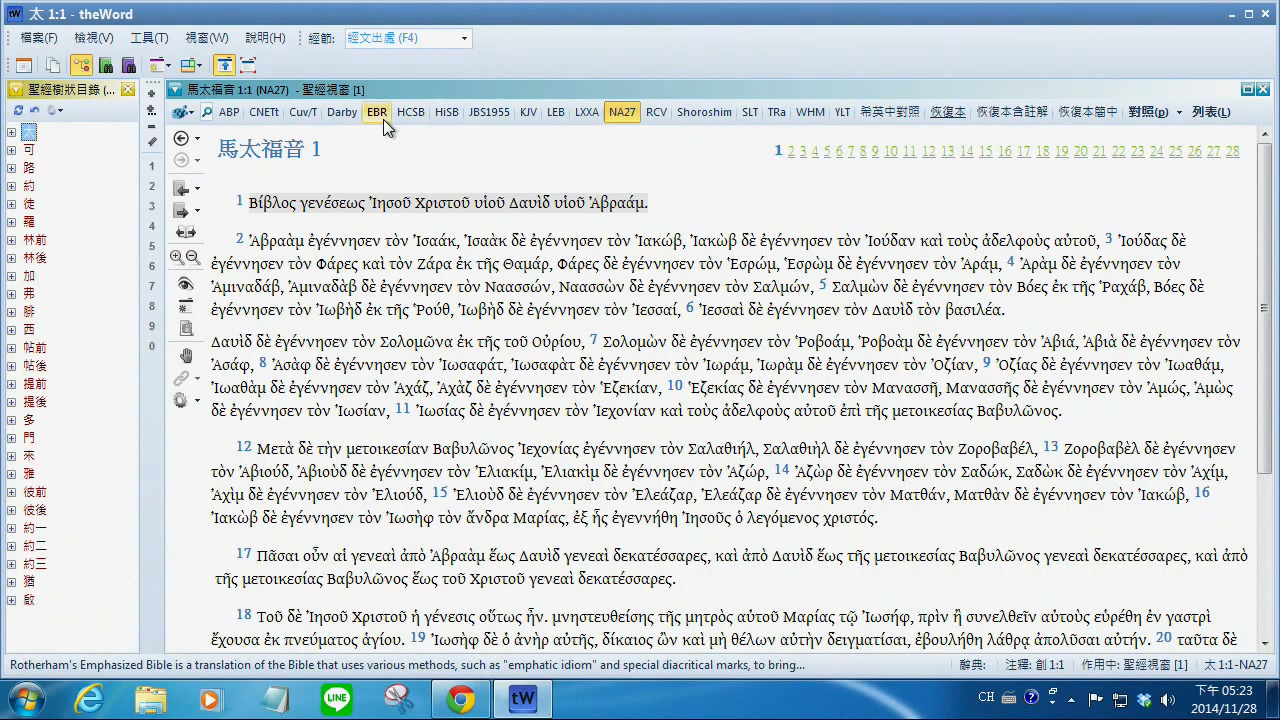 太 1:1 - theWord
檔案(F) 檢視(V) 工具(T) 視窗(W) 說明(H) 經節: 經文出處 (F4)
聖經樹狀目錄 (... 馬太福音 1:1 (NA27) - 聖經視窗 [1]
ABP CNETt Cuv/T Darby EBR HCSB HiSB JBS1955 KJV LEB LXXA NA27 RCV Shoroshim SLT TRa WHM YLT 希英中對照 恢復本 恢復本含註解 恢復本簡中 對照(P) 列表(L)
太
可
路
約
徒
羅
林前
林後
加
弗
腓
西
帖前
帖後
提前
提後
多
門
來
雅
彼前
彼後
約一
約二
約三
猶
啟
1
2
3
4
5
6
7
8
9
0
馬太福音 1
1 2 3 4 5 6 7 8 9 10 11 12 13 14 15 16 17 18 19 20 21 22 23 24 25 26 27 28
1 Βίβλος γενέσεως Ἰησοῦ Χριστοῦ υἱοῦ Δαυὶδ υἱοῦ Ἀβραάμ.
2 Ἀβραὰμ ἐγέννησεν τὸν Ἰσαάκ, Ἰσαὰκ δὲ ἐγέννησεν τὸν Ἰακώβ, Ἰακὼβ δὲ ἐγέννησεν τὸν Ἰούδαν καὶ τοὺς ἀδελφοὺς αὐτοῦ, 3 Ἰούδας δὲ
ἐγέννησεν τὸν Φάρες καὶ τὸν Ζάρα ἐκ τῆς Θαμάρ, Φάρες δὲ ἐγέννησεν τὸν Ἑσρώμ, Ἑσρὼμ δὲ ἐγέννησεν τὸν Ἀράμ, 4 Ἀρὰμ δὲ ἐγέννησεν τὸν
Ἀμιναδάβ, Ἀμιναδὰβ δὲ ἐγέννησεν τὸν Ναασσών, Ναασσὼν δὲ ἐγέννησεν τὸν Σαλμών, 5 Σαλμὼν δὲ ἐγέννησεν τὸν Βόες ἐκ τῆς Ῥαχάβ, Βόες δὲ
ἐγέννησεν τὸν Ἰωβὴδ ἐκ τῆς Ῥούθ, Ἰωβὴδ δὲ ἐγέννησεν τὸν Ἰεσσαί, 6 Ἰεσσαὶ δὲ ἐγέννησεν τὸν Δαυὶδ τὸν βασιλέα.
Δαυὶδ δὲ ἐγέννησεν τὸν Σολομῶνα ἐκ τῆς τοῦ Οὐρίου, 7 Σολομὼν δὲ ἐγέννησεν τὸν Ῥοβοάμ, Ῥοβοὰμ δὲ ἐγέννησεν τὸν Ἀβιά, Ἀβιὰ δὲ ἐγέννησεν τὸν
Ἀσάφ, 8 Ἀσὰφ δὲ ἐγέννησεν τὸν Ἰωσαφάτ, Ἰωσαφὰτ δὲ ἐγέννησεν τὸν Ἰωράμ, Ἰωρὰμ δὲ ἐγέννησεν τὸν Ὀζίαν, 9 Ὀζίας δὲ ἐγέννησεν τὸν Ἰωαθάμ,
Ἰωαθὰμ δὲ ἐγέννησεν τὸν Ἀχάζ, Ἀχὰζ δὲ ἐγέννησεν τὸν Ἑζεκίαν, 10 Ἑζεκίας δὲ ἐγέννησεν τὸν Μανασσῆ, Μανασσῆς δὲ ἐγέννησεν τὸν Ἀμώς, Ἀμὼς
δὲ ἐγέννησεν τὸν Ἰωσίαν, 11 Ἰωσίας δὲ ἐγέννησεν τὸν Ἰεχονίαν καὶ τοὺς ἀδελφοὺς αὐτοῦ ἐπὶ τῆς μετοικεσίας Βαβυλῶνος.
12 Μετὰ δὲ τὴν μετοικεσίαν Βαβυλῶνος Ἰεχονίας ἐγέννησεν τὸν Σαλαθιήλ, Σαλαθιὴλ δὲ ἐγέννησεν τὸν Ζοροβαβέλ, 13 Ζοροβαβὲλ δὲ ἐγέννησεν
τὸν Ἀβιούδ, Ἀβιοὺδ δὲ ἐγέννησεν τὸν Ἐλιακίμ, Ἐλιακὶμ δὲ ἐγέννησεν τὸν Ἀζώρ, 14 Ἀζὼρ δὲ ἐγέννησεν τὸν Σαδώκ, Σαδὼκ δὲ ἐγέννησεν τὸν Ἀχίμ,
Ἀχὶμ δὲ ἐγέννησεν τὸν Ἐλιούδ, 15 Ἐλιοὺδ δὲ ἐγέννησεν τὸν Ἐλεάζαρ, Ἐλεάζαρ δὲ ἐγέννησεν τὸν Ματθάν, Ματθὰν δὲ ἐγέννησεν τὸν Ἰακώβ, 16
Ἰακὼβ δὲ ἐγέννησεν τὸν Ἰωσὴφ τὸν ἄνδρα Μαρίας, ἐξ ἧς ἐγεννήθη Ἰησοῦς ὁ λεγόμενος χριστός.
17 Πᾶσαι οὖν αἱ γενεαὶ ἀπὸ Ἀβραὰμ ἕως Δαυὶδ γενεαὶ δεκατέσσαρες, καὶ ἀπὸ Δαυὶδ ἕως τῆς μετοικεσίας Βαβυλῶνος γενεαὶ δεκατέσσαρες, καὶ ἀπὸ
τῆς μετοικεσίας Βαβυλῶνος ἕως τοῦ Χριστοῦ γενεαὶ δεκατέσσαρες.
18 Τοῦ δὲ Ἰησοῦ Χριστοῦ ἡ γένεσις οὕτως ἦν. μνηστευθείσης τῆς μητρὸς αὐτοῦ Μαρίας τῷ Ἰωσήφ, πρὶν ἢ συνελθεῖν αὐτοὺς εὑρέθη ἐν γαστρὶ
ἔχουσα ἐκ πνεύματος ἁγίου. 19 Ἰωσὴφ δὲ ὁ ἀνὴρ αὐτῆς, δίκαιος ὢν καὶ μὴ θέλων αὐτὴν δειγματίσαι, ἐβουλήθη λάθρᾳ ἀπολῦσαι αὐτήν. 20 ταῦτα δὲ
Rotherham's Emphasized Bible is a translation of the Bible that uses various methods, such as "emphatic idiom" and special diacritical marks, to bring... 辭典: 注釋: 創 1:1 作用中: 聖經視窗 [1] 太 1:1-NA27
LINE tW CH 下午 05:23
2014/11/28